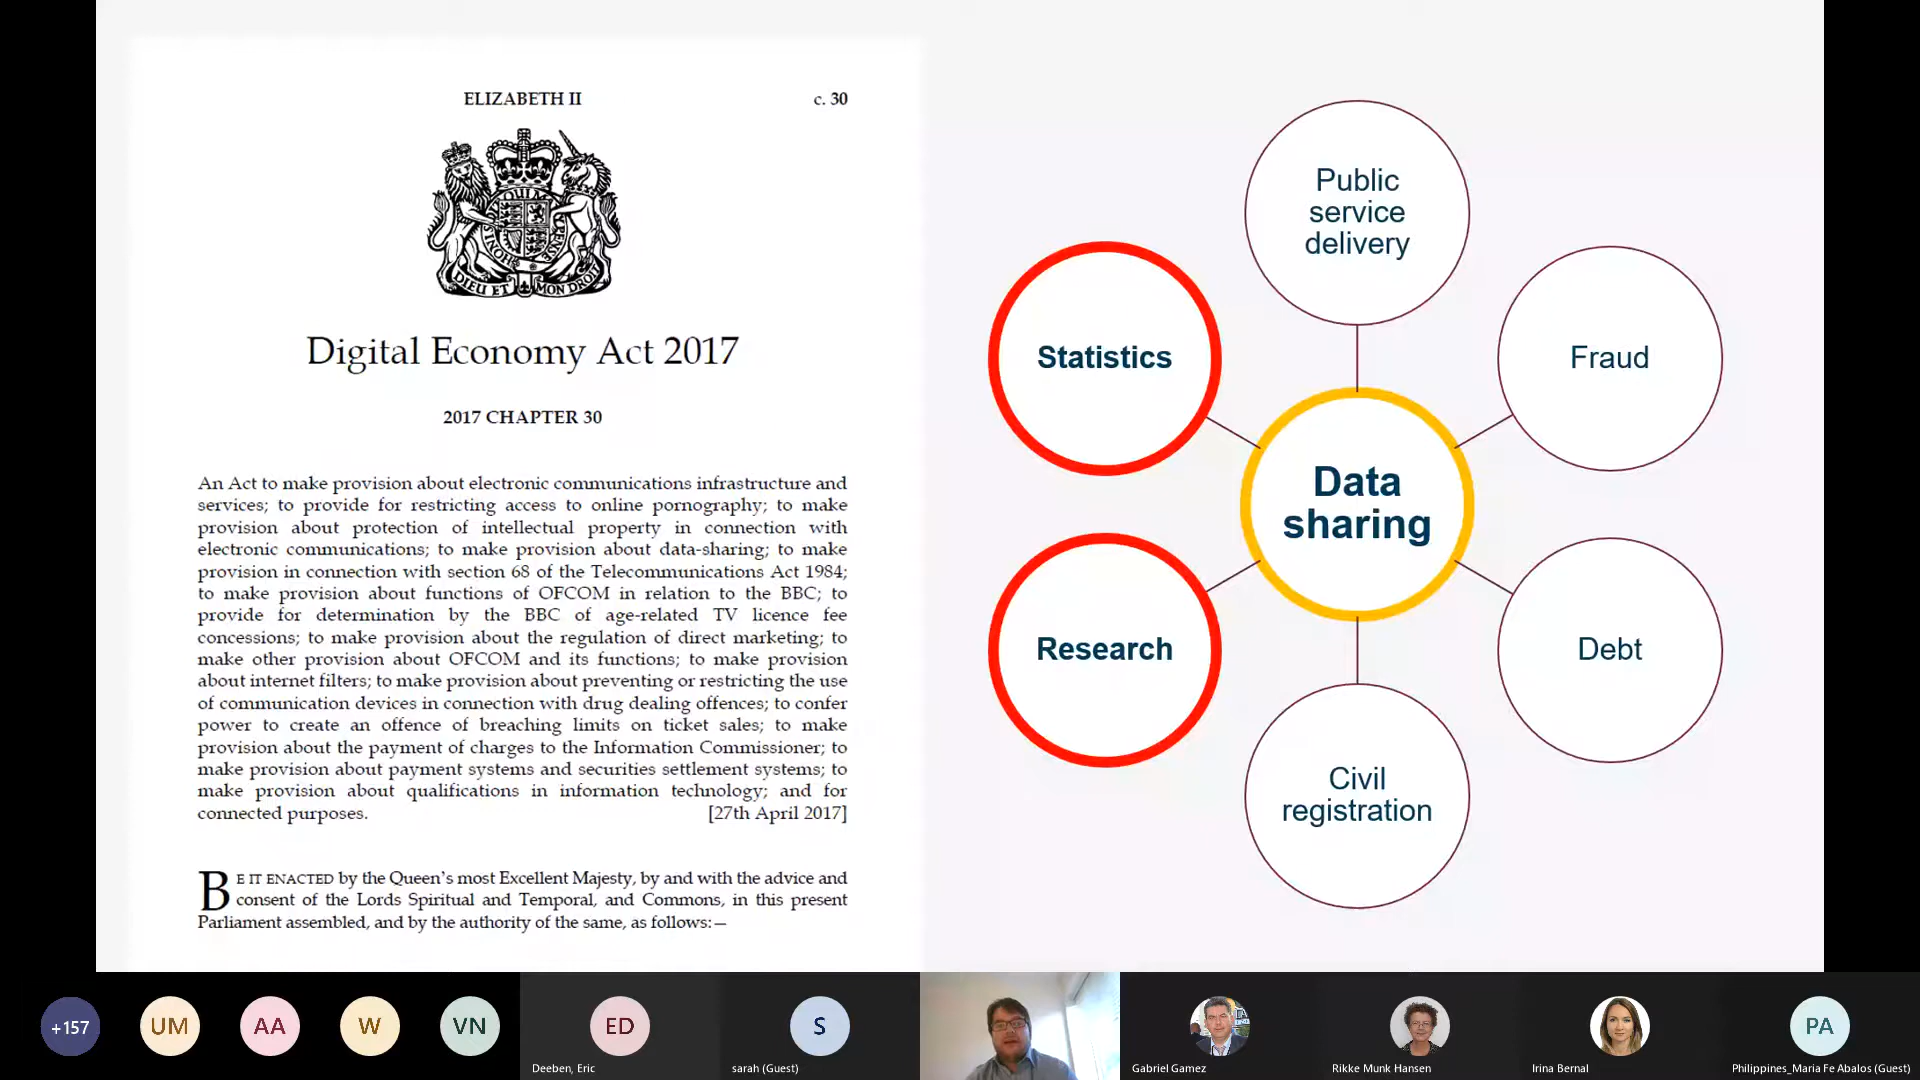 ELIZABETH II
c. 30
DIEU ET MON DROIT
Digital Economy Act 2017
2017 CHAPTER 30
An Act to make provision about electronic communications infrastructure and
services; to provide for restricting access to online pornography; to make
provision about protection of intellectual property in connection with
electronic communications; to make provision about data-sharing; to make
provision in connection with section 68 of the Telecommunications Act 1984;
to make provision about functions of OFCOM in relation to the BBC; to
provide for determination by the BBC of age-related TV licence fee
concessions; to make provision about the regulation of direct marketing; to
make other provision about OFCOM and its functions; to make provision
about internet filters; to make provision about preventing or restricting the use
of communication devices in connection with drug dealing offences; to confer
power to create an offence of breaching limits on ticket sales; to make
provision about the payment of charges to the Information Commissioner; to
make provision about payment systems and securities settlement systems; to
make provision about qualifications in information technology; and for
connected purposes. [27th April 2017]
BE IT ENACTED by the Queen's most Excellent Majesty, by and with the advice and
consent of the Lords Spiritual and Temporal, and Commons, in this present
Parliament assembled, and by the authority of the same, as follows:—
Public
service
delivery
Statistics
Fraud
Data
sharing
Research
Debt
Civil
registration
+157
UM
AA
W
VN
ED
Deeben, Eric
S
sarah (Guest)
Gabriel Gamez
Rikke Munk Hansen
Irina Bernal
PA
Philippines_Maria Fe Abalos (Guest)